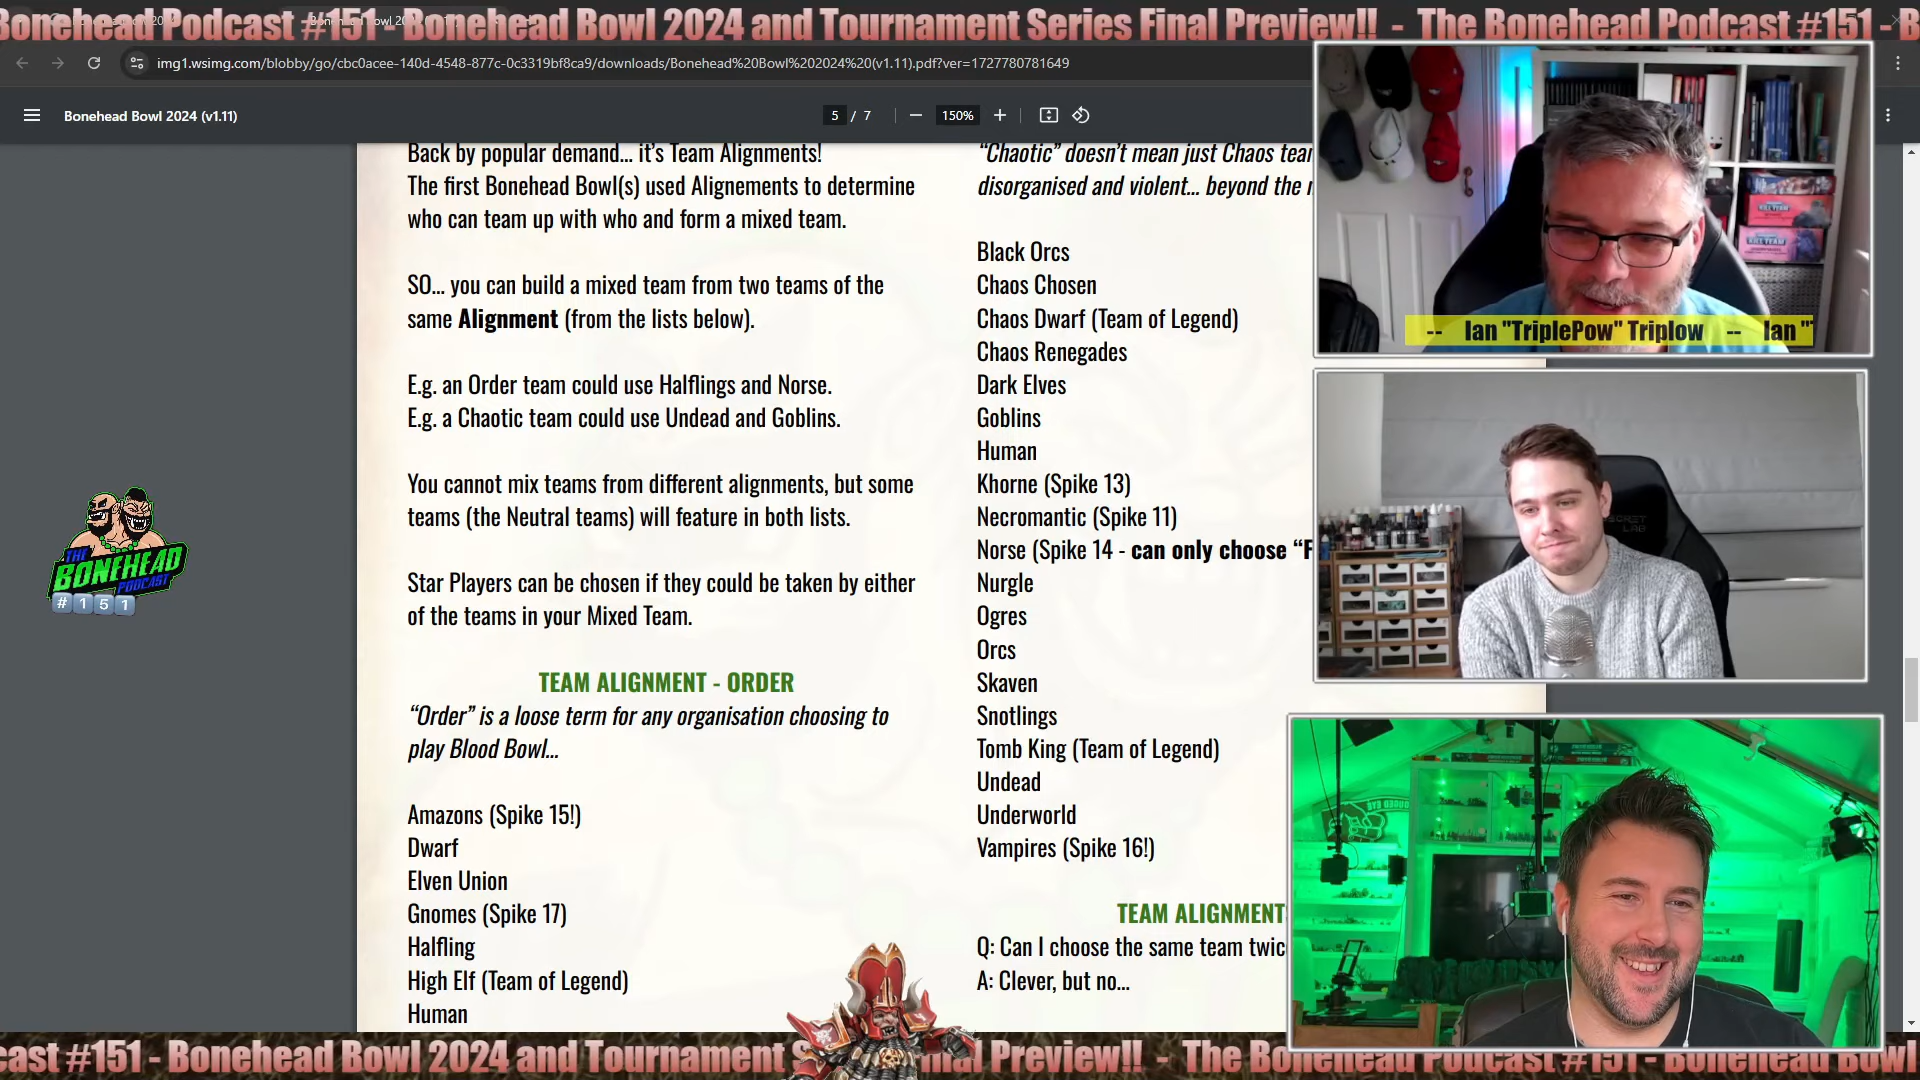 Bonehead Podcast #151 - Bonehead Bowl 2024 and Tournament Series Final Preview!! - The Bonehead Podcast #151 - B
img1.wsimg.com/blobby/go/cbc0acee-140d-4548-877c-0c3319bf8ca9/downloads/Bonehead%20Bowl%202024%20(v1.11).pdf?ver=1727780781649
Bonehead Bowl 2024 (v1.11)
5 / 7
150%
Back by popular demand... it's Team Alignments!
The first Bonehead Bowl(s) used Alignements to determine
who can team up with who and form a mixed team.
SO... you can build a mixed team from two teams of the
same Alignment (from the lists below).
E.g. an Order team could use Halflings and Norse.
E.g. a Chaotic team could use Undead and Goblins.
You cannot mix teams from different alignments, but some
teams (the Neutral teams) will feature in both lists.
Star Players can be chosen if they could be taken by either
of the teams in your Mixed Team.
TEAM ALIGNMENT - ORDER
“Order” is a loose term for any organisation choosing to
play Blood Bowl...
Amazons (Spike 15!)
Dwarf
Elven Union
Gnomes (Spike 17)
Halfling
High Elf (Team of Legend)
Human
“Chaotic” doesn't mean just Chaos tea
disorganised and violent... beyond the
Black Orcs
Chaos Chosen
Chaos Dwarf (Team of Legend)
Chaos Renegades
Dark Elves
Goblins
Human
Khorne (Spike 13)
Necromantic (Spike 11)
Norse (Spike 14 - can only choose “F
Nurgle
Ogres
Orcs
Skaven
Snotlings
Tomb King (Team of Legend)
Undead
Underworld
Vampires (Spike 16!)
TEAM ALIGNMENT
Q: Can I choose the same team twic
A: Clever, but no...
THE
BONEHEAD
PODCAST
#151
KILL TEAM
KILL TEAM
-- Ian "TriplePow" Triplow -- Ian "
SECRET
LAB
cast #151 - Bonehead Bowl 2024 and Tournament S nal Preview!! - The Bonehead Podcast #151 - Bonehead Bowl